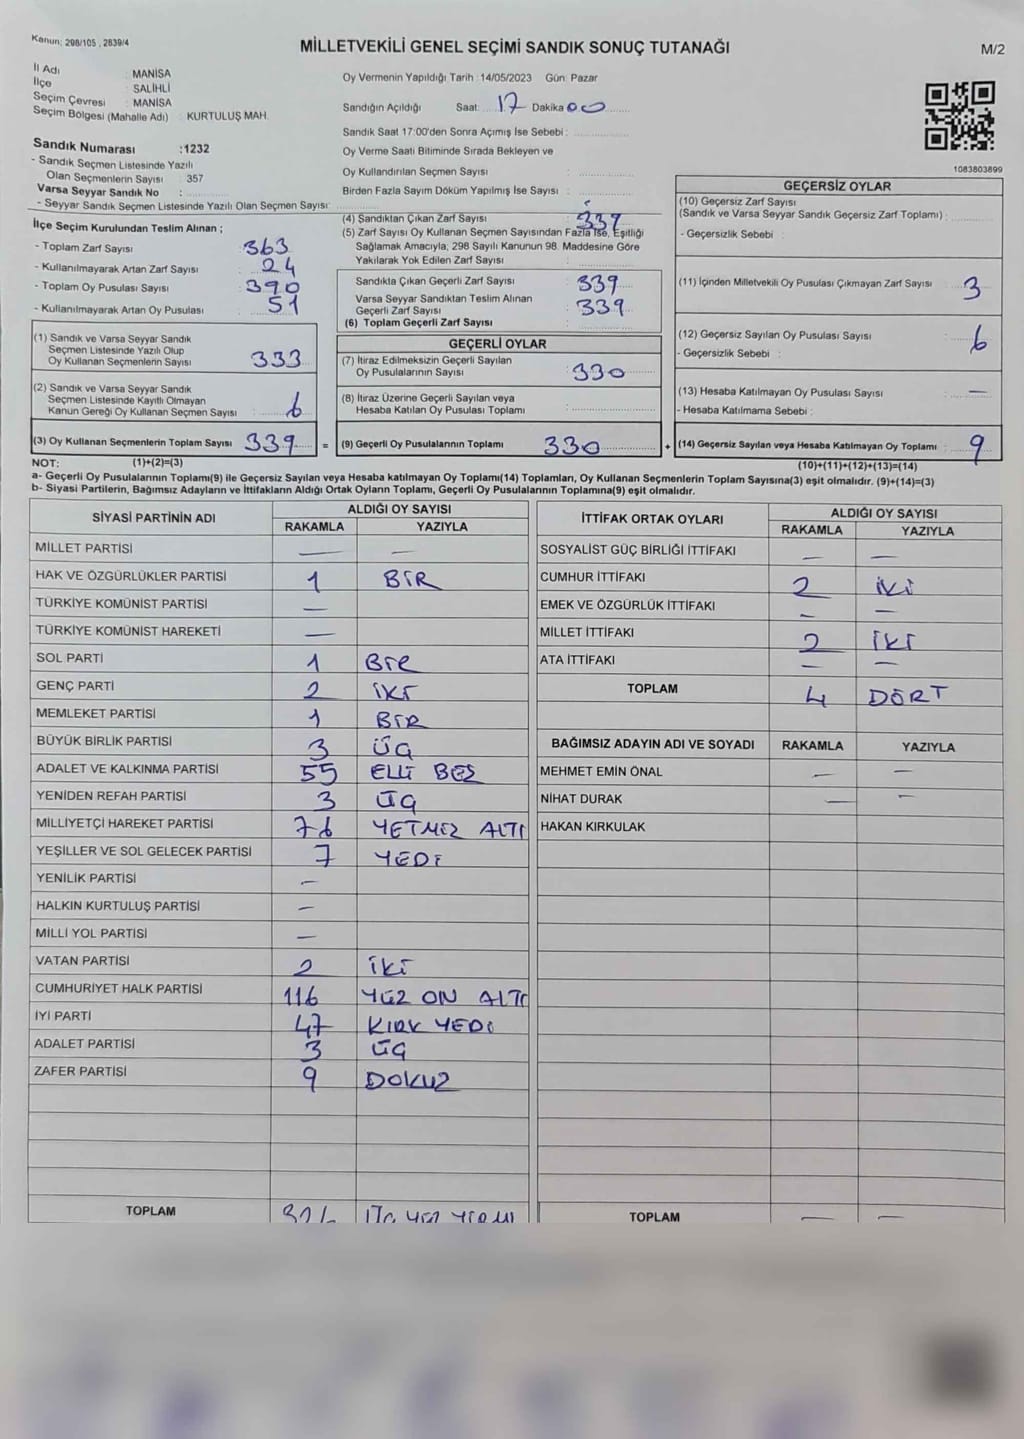 Kanun: 298/105 , 2839/4
MİLLETVEKİLİ GENEL SEÇİMİ SANDIK SONUÇ TUTANAĞI
M/2
İl Adı : MANİSA
İlçe : SALİHLİ
Seçim Çevresi : MANİSA
Seçim Bölgesi (Mahalle Adı) : KURTULUŞ MAH.
Sandık Numarası :1232
- Sandık Seçmen Listesinde Yazılı
Olan Seçmenlerin Sayısı : 357
Varsa Seyyar Sandık No :
- Seyyar Sandık Seçmen Listesinde Yazılı Olan Seçmen Sayısı:
Oy Vermenin Yapıldığı Tarih : 14/05/2023 Gün: Pazar
Sandığın Açıldığı Saat: 17 Dakika 00
Sandık Saat 17:00'den Sonra Açımış İse Sebebi :
Oy Verme Saati Bitiminde Sırada Bekleyen ve
Oy Kullandırılan Seçmen Sayısı :
Birden Fazla Sayım Döküm Yapılmış İse Sayısı :
1083803899
İlçe Seçim Kurulundan Teslim Alınan ;
- Toplam Zarf Sayısı 363
- Kullanılmayarak Artan Zarf Sayısı 24
- Toplam Oy Pusulası Sayısı 390
- Kullanılmayarak Artan Oy Pusulası 51
(1) Sandık ve Varsa Seyyar Sandık
Seçmen Listesinde Yazılı Olup
Oy Kullanan Seçmenlerin Sayısı 333
(2) Sandık ve Varsa Seyyar Sandık
Seçmen Listesinde Kayıtlı Olmayan
Kanun Gereği Oy Kullanan Seçmen Sayısı : 6
(3) Oy Kullanan Seçmenlerin Toplam Sayısı 339
(4) Sandıktan Çıkan Zarf Sayısı : 339
(5) Zarf Sayısı Oy Kullanan Seçmen Sayısından Fazla İse, Eşitliği
Sağlamak Amacıyla, 298 Sayılı Kanunun 98. Maddesine Göre
Yakılarak Yok Edilen Zarf Sayısı :
Sandıkta Çıkan Geçerli Zarf Sayısı : 339
Varsa Seyyar Sandıktan Teslim Alınan
Geçerli Zarf Sayısı : 339
(6) Toplam Geçerli Zarf Sayısı :
GEÇERLİ OYLAR
(7) İtiraz Edilmeksizin Geçerli Sayılan
Oy Pusulalarının Sayısı : 330
(8) İtiraz Üzerine Geçerli Sayılan veya
Hesaba Katılan Oy Pusulası Toplamı :
= (9) Geçerli Oy Pusulalarının Toplamı 330 +
GEÇERSİZ OYLAR
(10) Geçersiz Zarf Sayısı
(Sandık ve Varsa Seyyar Sandık Geçersiz Zarf Toplamı) :
- Geçersizlik Sebebi :
(11) İçinden Milletvekili Oy Pusulası Çıkmayan Zarf Sayısı : 3
(12) Geçersiz Sayılan Oy Pusulası Sayısı : 6
- Geçersizlik Sebebi :
(13) Hesaba Katılmayan Oy Pusulası Sayısı : —
- Hesaba Katılmama Sebebi :
(14) Geçersiz Sayılan veya Hesaba Katılmayan Oy Toplamı : 9
NOT: (1)+(2)=(3) (10)+(11)+(12)+(13)=(14)
a- Geçerli Oy Pusulalarının Toplamı(9) ile Geçersiz Sayılan veya Hesaba katılmayan Oy Toplamı(14) Toplamları, Oy Kullanan Seçmenlerin Toplam Sayısına(3) eşit olmalıdır. (9)+(14)=(3)
b- Siyasi Partilerin, Bağımsız Adayların ve İttifakların Aldığı Ortak Oyların Toplamı, Geçerli Oy Pusulalarının Toplamına(9) eşit olmalıdır.
SİYASİ PARTİNİN ADI ALDIĞI OY SAYISI
RAKAMLA YAZIYLA
MİLLET PARTİSİ — —
HAK VE ÖZGÜRLÜKLER PARTİSİ 1 BİR
TÜRKİYE KOMÜNİST PARTİSİ —
TÜRKİYE KOMÜNİST HAREKETİ —
SOL PARTİ 1 BİR
GENÇ PARTİ 2 İKİ
MEMLEKET PARTİSİ 1 BİR
BÜYÜK BİRLİK PARTİSİ 3 ÜÇ
ADALET VE KALKINMA PARTİSİ 55 ELLİ BEŞ
YENİDEN REFAH PARTİSİ 3 ÜÇ
MİLLİYETÇİ HAREKET PARTİSİ 76 YETMİŞ ALTI
YEŞİLLER VE SOL GELECEK PARTİSİ 7 YEDİ
YENİLİK PARTİSİ —
HALKIN KURTULUŞ PARTİSİ —
MİLLİ YOL PARTİSİ —
VATAN PARTİSİ 2 İKİ
CUMHURİYET HALK PARTİSİ 116 YÜZ ON ALTI
İYİ PARTİ 47 KIRK YEDİ
ADALET PARTİSİ 3 ÜÇ
ZAFER PARTİSİ 9 DOKUZ
TOPLAM 326 ÜÇ YÜZ YİRMİ
İTTİFAK ORTAK OYLARI ALDIĞI OY SAYISI
RAKAMLA YAZIYLA
SOSYALİST GÜÇ BİRLİĞİ İTTİFAKI — —
CUMHUR İTTİFAKI 2 İKİ
EMEK VE ÖZGÜRLÜK İTTİFAKI — —
MİLLET İTTİFAKI 2 İKİ
ATA İTTİFAKI — —
TOPLAM 4 DÖRT
BAĞIMSIZ ADAYIN ADI VE SOYADI RAKAMLA YAZIYLA
MEHMET EMİN ÖNAL — —
NİHAT DURAK — —
HAKAN KIRKULAK
TOPLAM — —